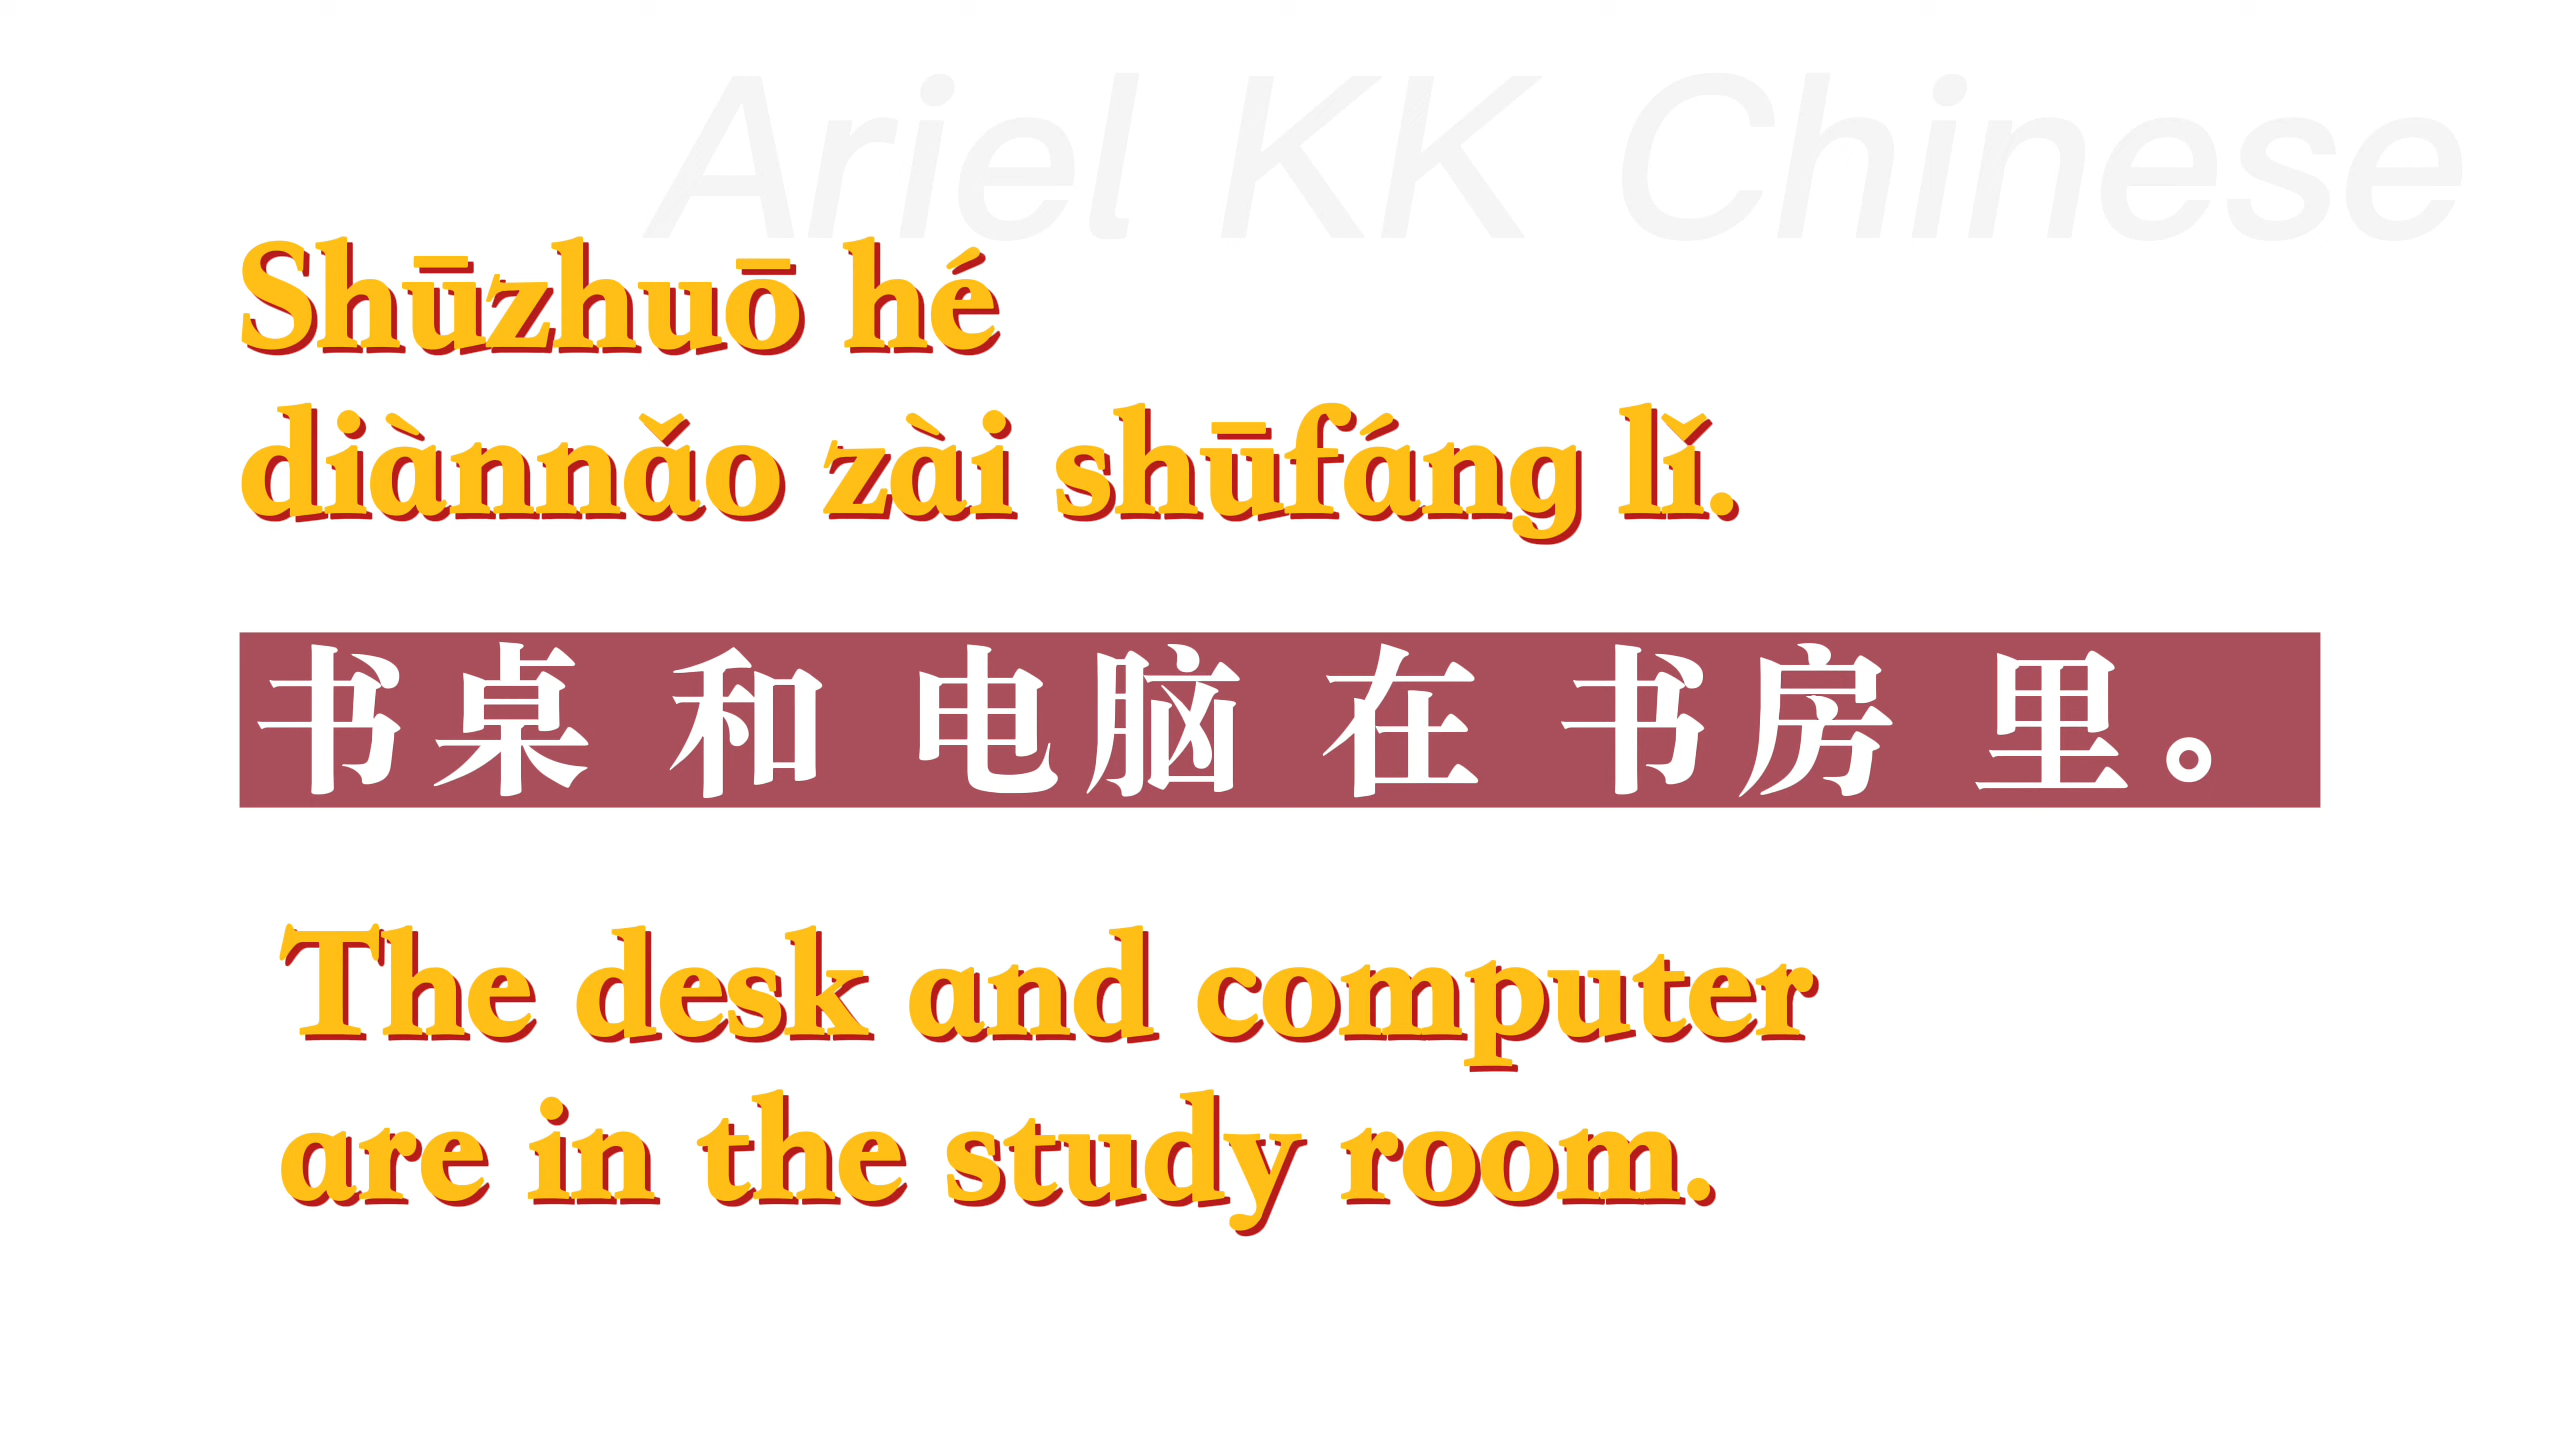 Ariel KK Chinese
Shūzhuō hé
diànnǎo zài shūfáng lǐ.
书桌 和 电脑 在 书房 里。
The desk and computer
are in the study room.